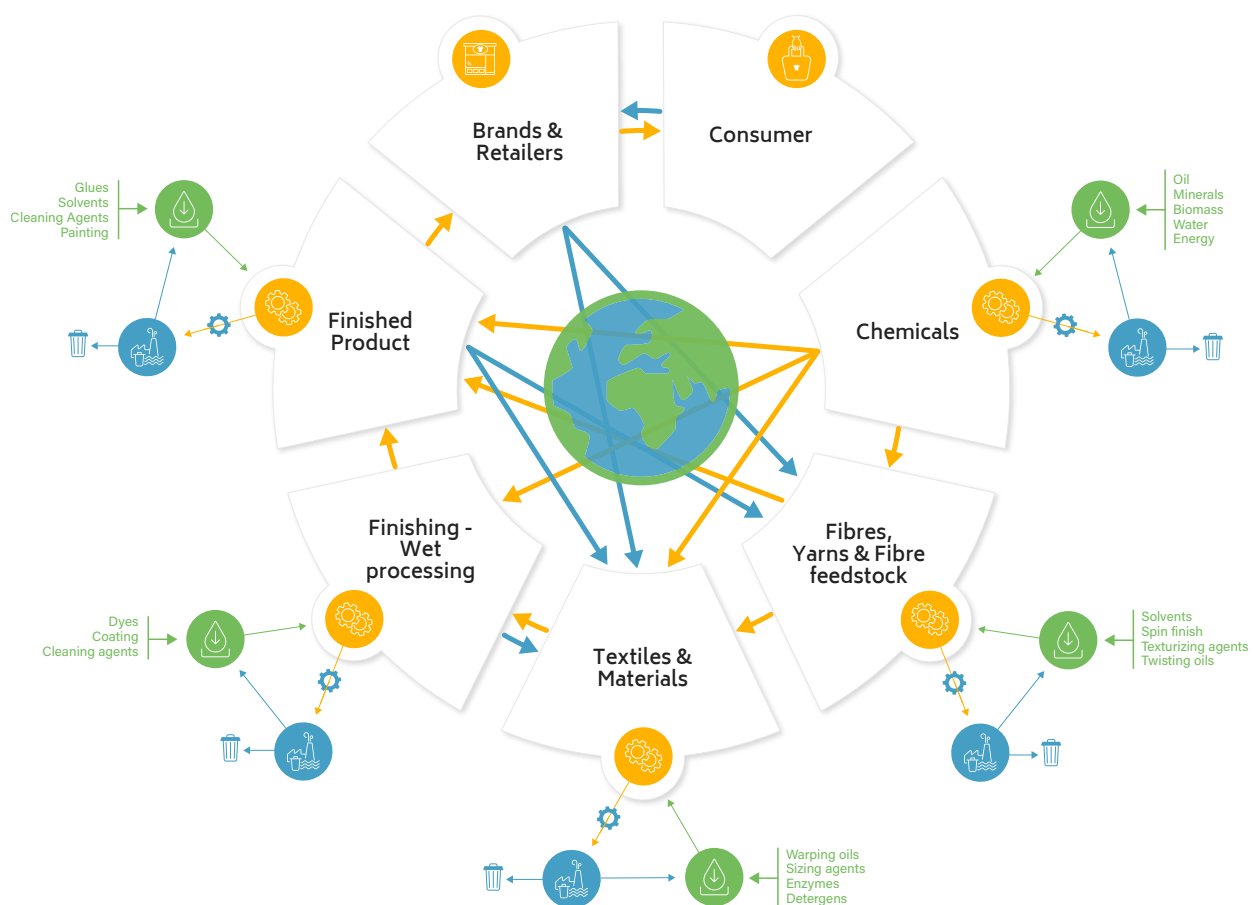 Brands &
Retailers
Consumer
Glues
Solvents
Cleaning Agents
Painting
Oil
Minerals
Biomass
Water
Energy
Finished
Product
Chemicals
Finishing -
Wet
processing
Fibres,
Yarns & Fibre
feedstock
Dyes
Coating
Cleaning agents
Solvents
Spin finish
Texturizing agents
Twisting oils
Textiles &
Materials
Warping oils
Sizing agents
Enzymes
Detergens